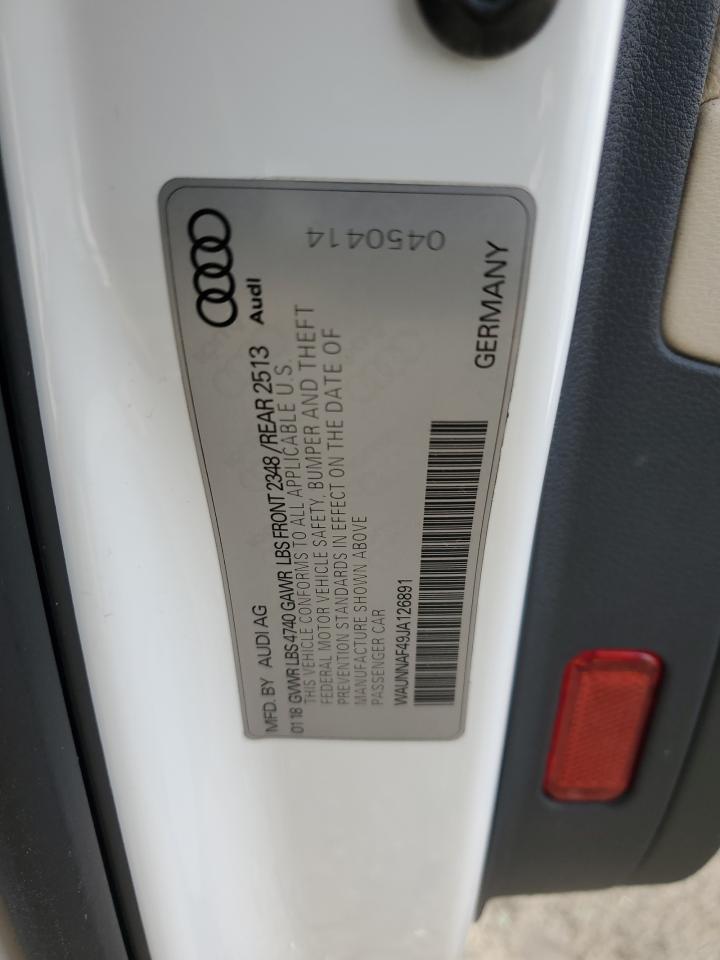 MFD. BY AUDI AG
Audi
01 18 GVWR LBS 4740 GAWR LBS FRONT 2348 / REAR 2513
THIS VEHICLE CONFORMS TO ALL APPLICABLE U.S.
FEDERAL MOTOR VEHICLE SAFETY, BUMPER AND THEFT
PREVENTION STANDARDS IN EFFECT ON THE DATE OF
MANUFACTURE SHOWN ABOVE
PASSENGER CAR
WAUNNAF49JA126891
GERMANY
0450414